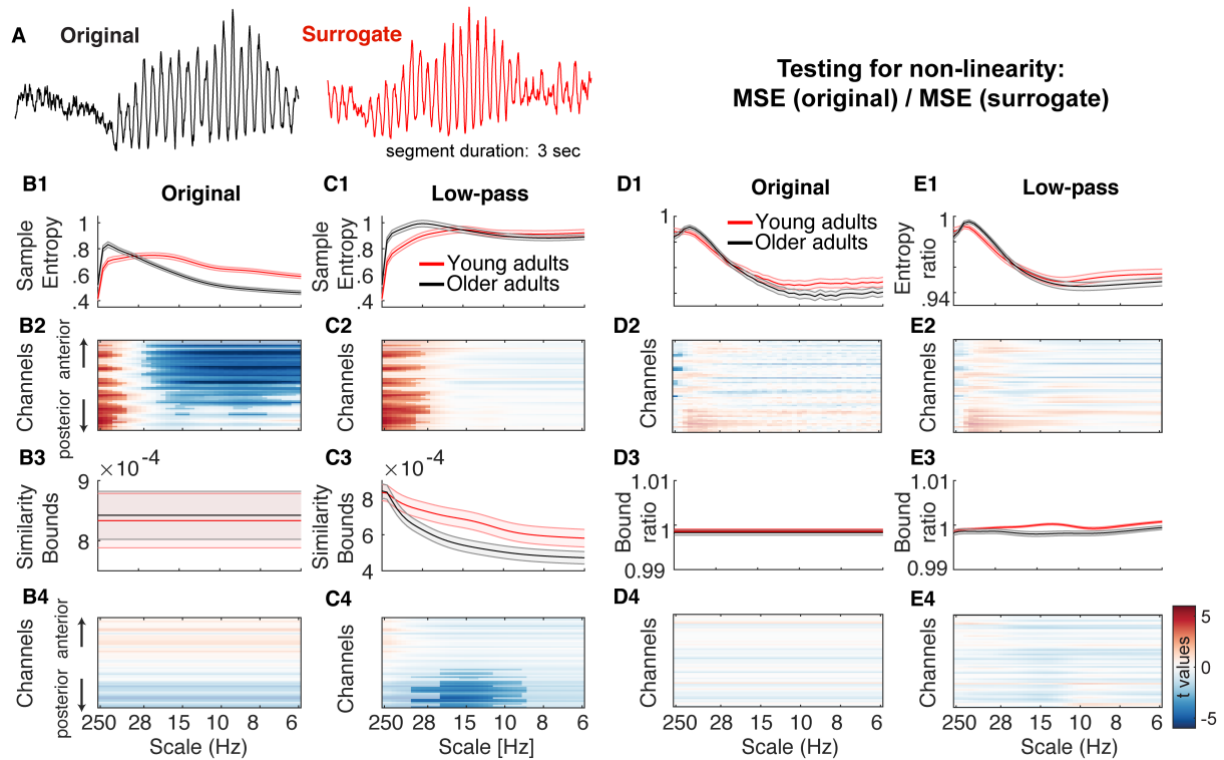 A
Original
Surrogate
segment duration: 3 sec
Testing for non-linearity:
MSE (original) / MSE (surrogate)
B1
Original
Sample
Entropy
1
.8
.6
.4
C1
Low-pass
Sample
Entropy
1
.8
.6
.4
Young adults
Older adults
D1
Original
1
Young adults
Older adults
E1
Low-pass
Entropy
ratio
1
.94
B2
Channels
posterior anterior
C2
Channels
D2
Channels
E2
Channels
B3
×10-4
Similarity
Bounds
9
8
C3
×10-4
Similarity
Bounds
8
6
4
D3
Bound
ratio
1.01
1
0.99
E3
Bound
ratio
1.01
1
0.99
B4
Channels
posterior anterior
250 28 15 10 8 6
Scale (Hz)
C4
Channels
250 28 15 10 8 6
Scale [Hz]
D4
Channels
250 28 15 10 8 6
Scale (Hz)
E4
Channels
250 28 15 10 8 6
Scale (Hz)
5
0
-5
t values